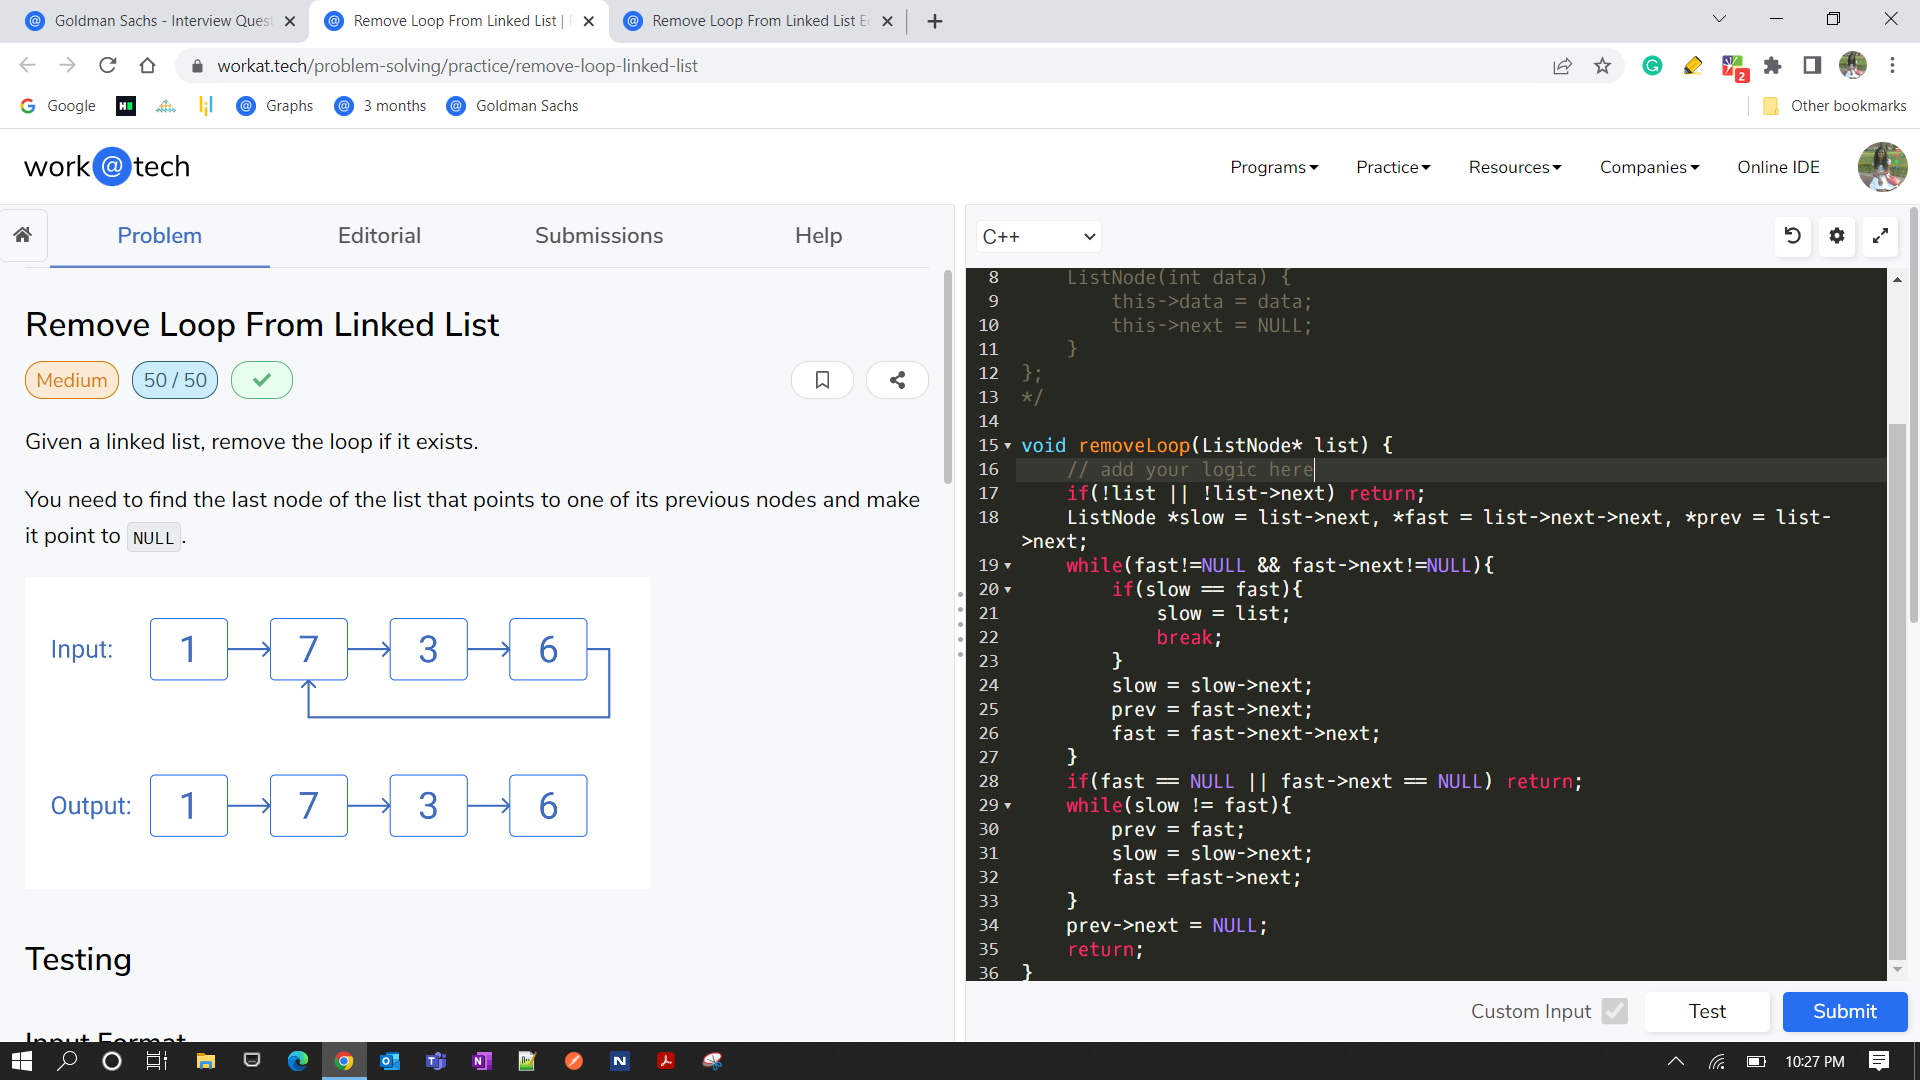 Goldman Sachs - Interview Quest
Remove Loop From Linked List |
Remove Loop From Linked List Ed
workat.tech/problem-solving/practice/remove-loop-linked-list
2
Google
Graphs
3 months
Goldman Sachs
Other bookmarks
work@tech
Programs
Practice
Resources
Companies
Online IDE
Problem
Editorial
Submissions
Help
Remove Loop From Linked List
Medium
50 / 50
Given a linked list, remove the loop if it exists.
You need to find the last node of the list that points to one of its previous nodes and make
it point to NULL.
Input: 1 7 3 6
Output: 1 7 3 6
Testing
Input Format
C++
8 ListNode(int data) {
9 this->data = data;
10 this->next = NULL;
11 }
12 };
13 */
14
15 void removeLoop(ListNode* list) {
16 // add your logic here
17 if(!list || !list->next) return;
18 ListNode *slow = list->next, *fast = list->next->next, *prev = list-
>next;
19 while(fast!=NULL && fast->next!=NULL){
20 if(slow == fast){
21 slow = list;
22 break;
23 }
24 slow = slow->next;
25 prev = fast->next;
26 fast = fast->next->next;
27 }
28 if(fast == NULL || fast->next == NULL) return;
29 while(slow != fast){
30 prev = fast;
31 slow = slow->next;
32 fast =fast->next;
33 }
34 prev->next = NULL;
35 return;
36 }
Custom Input
Test
Submit
10:27 PM